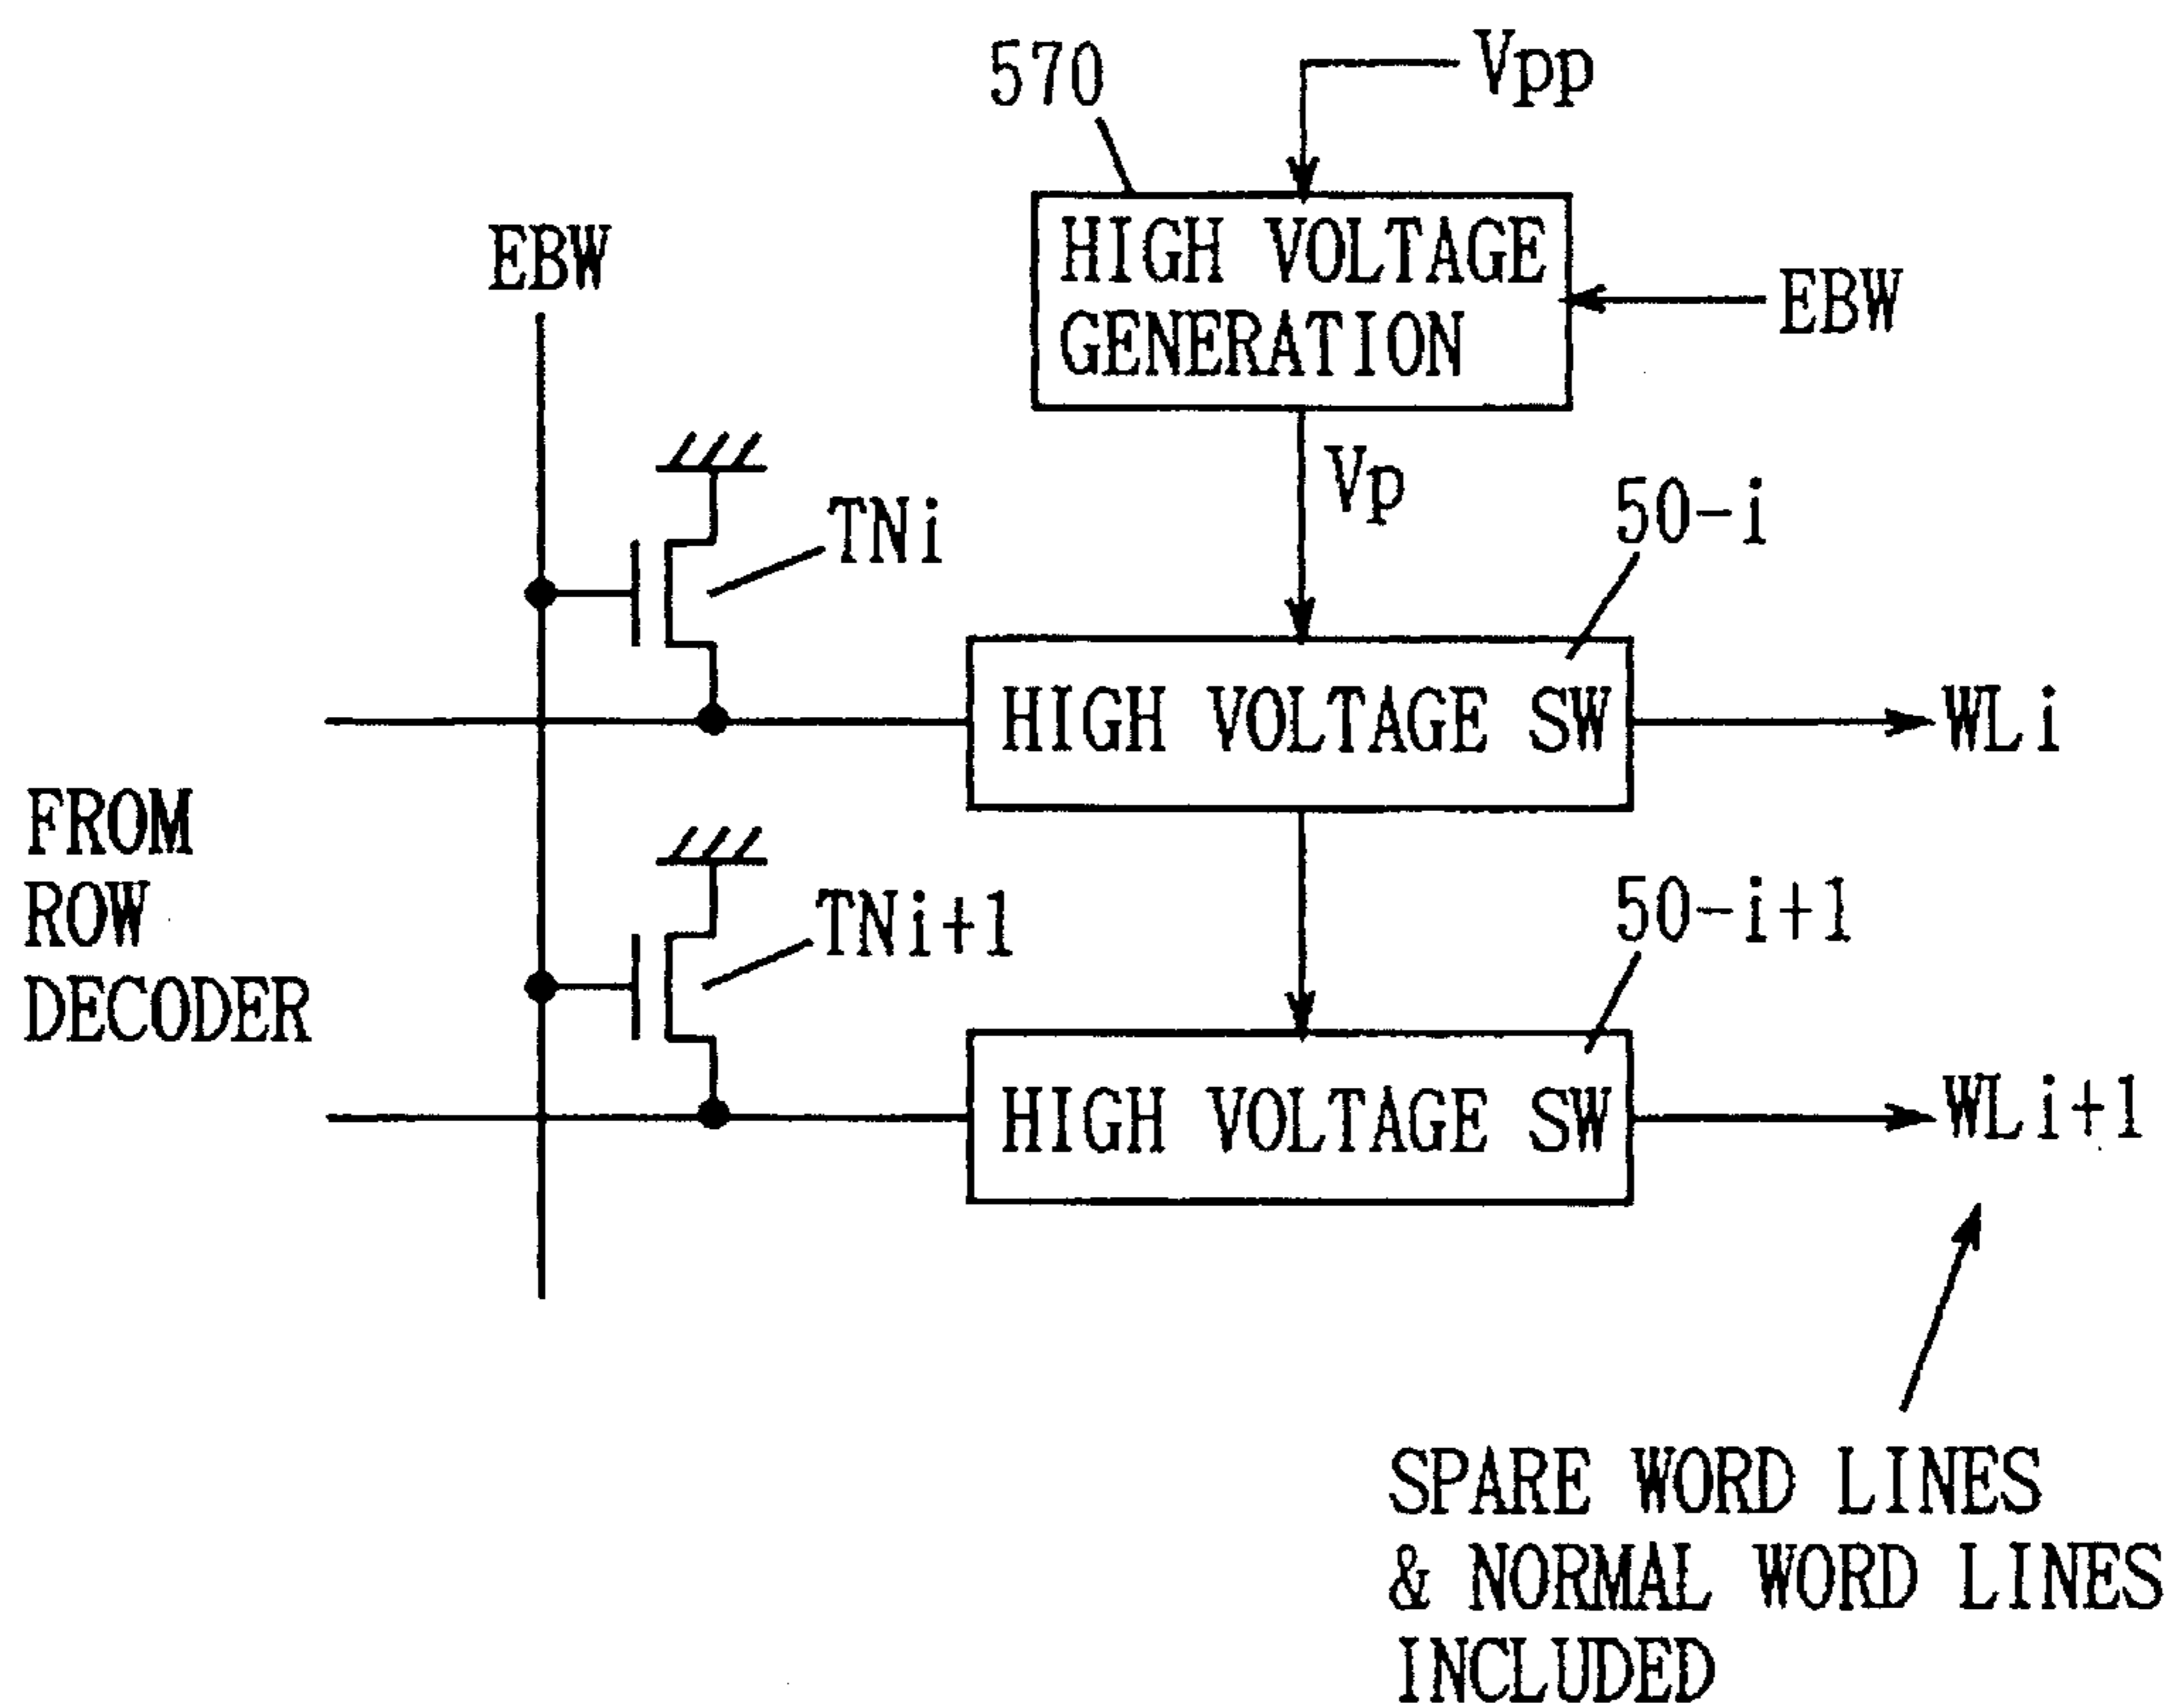 570
Vpp
EBW
HIGH VOLTAGE
GENERATION
EBW
Vp
TNi
50-i
HIGH VOLTAGE SW
WLi
FROM
ROW
DECODER
TNi+1
50-i+1
HIGH VOLTAGE SW
WLi+1
SPARE WORD LINES
& NORMAL WORD LINES
INCLUDED